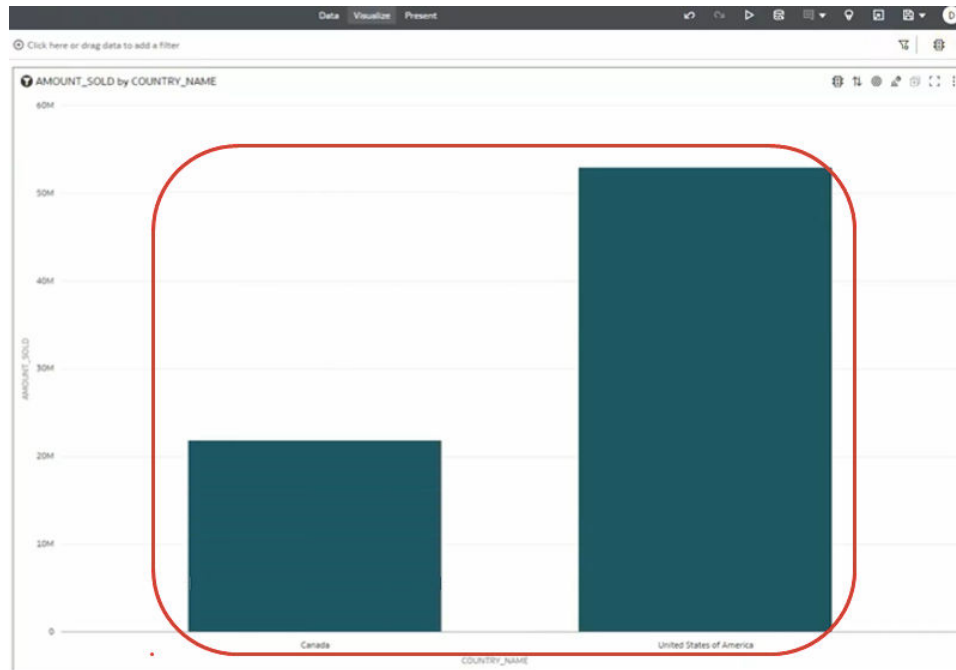 Data Visualize Present
D
Click here or drag data to add a filter
AMOUNT_SOLD by COUNTRY_NAME
60M
50M
40M
30M
20M
10M
0
AMOUNT_SOLD
Canada
United States of America
COUNTRY_NAME